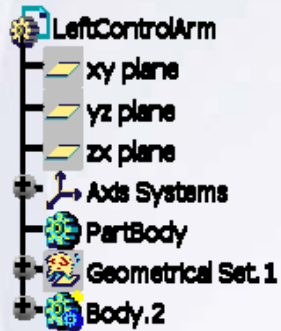 LeftControlArm
xy plane
yz plane
zx plane
Axis Systems
PartBody
Geometrical Set.1
Body.2